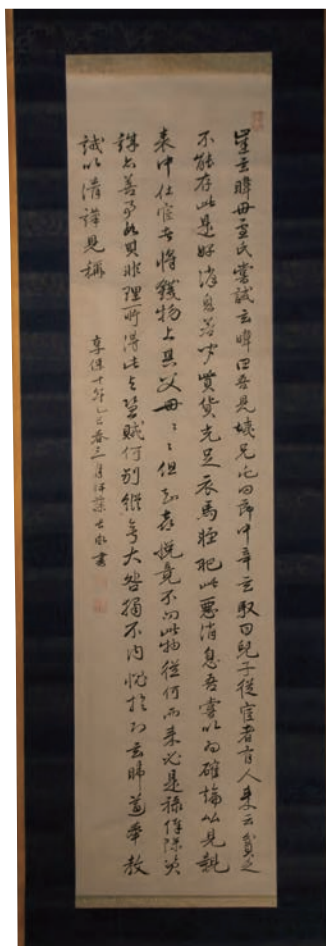 崔玄暐母盧氏嘗誡玄暐曰吾見姨兄屯田郎中辛玄馭曰兒子從宦者有人來云貧乏
不能存此是好消息若聞貲貨充足衣馬輕肥此惡消息吾嘗以為確論比見親
表中仕宦者將錢物上其父母〻〻但知喜悅竟不問此物從何而來必是祿俸餘資
誠亦善事如其非理所得此与盜賊何別縱無大咎獨不内愧於心玄暐遵奉教
誡以清謹見稱
享保十年乙巳春三月伊藤長胤書